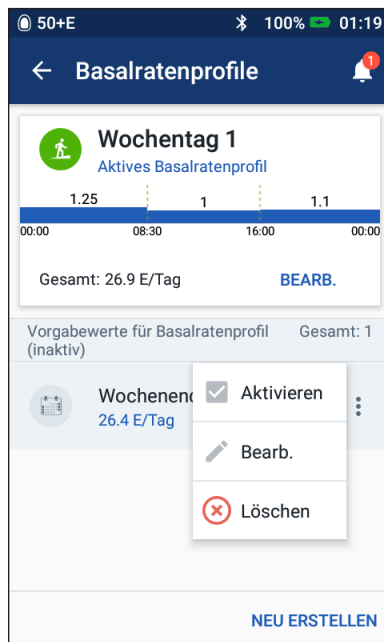 50+E 100% 01:19
Basalratenprofile 1
Wochentag 1
Aktives Basalratenprofil
1.25 1 1.1
00:00 08:30 16:00 00:00
Gesamt: 26.9 E/Tag BEARB.
Vorgabewerte für Basalratenprofil Gesamt: 1
(inaktiv)
Aktivieren
26.4 E/Tag
Bearb.
Löschen
NEU ERSTELLEN